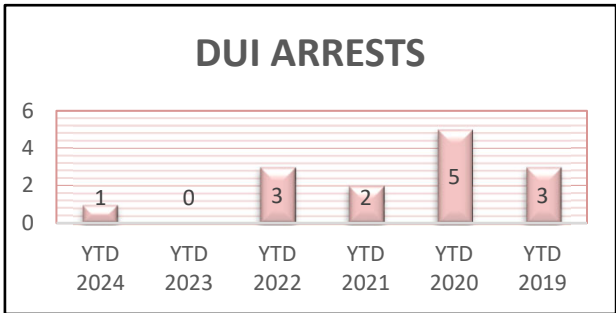 DUI ARRESTS
6
4
2
0
1 0 3 2 5 3
YTD YTD YTD YTD YTD YTD
2024 2023 2022 2021 2020 2019